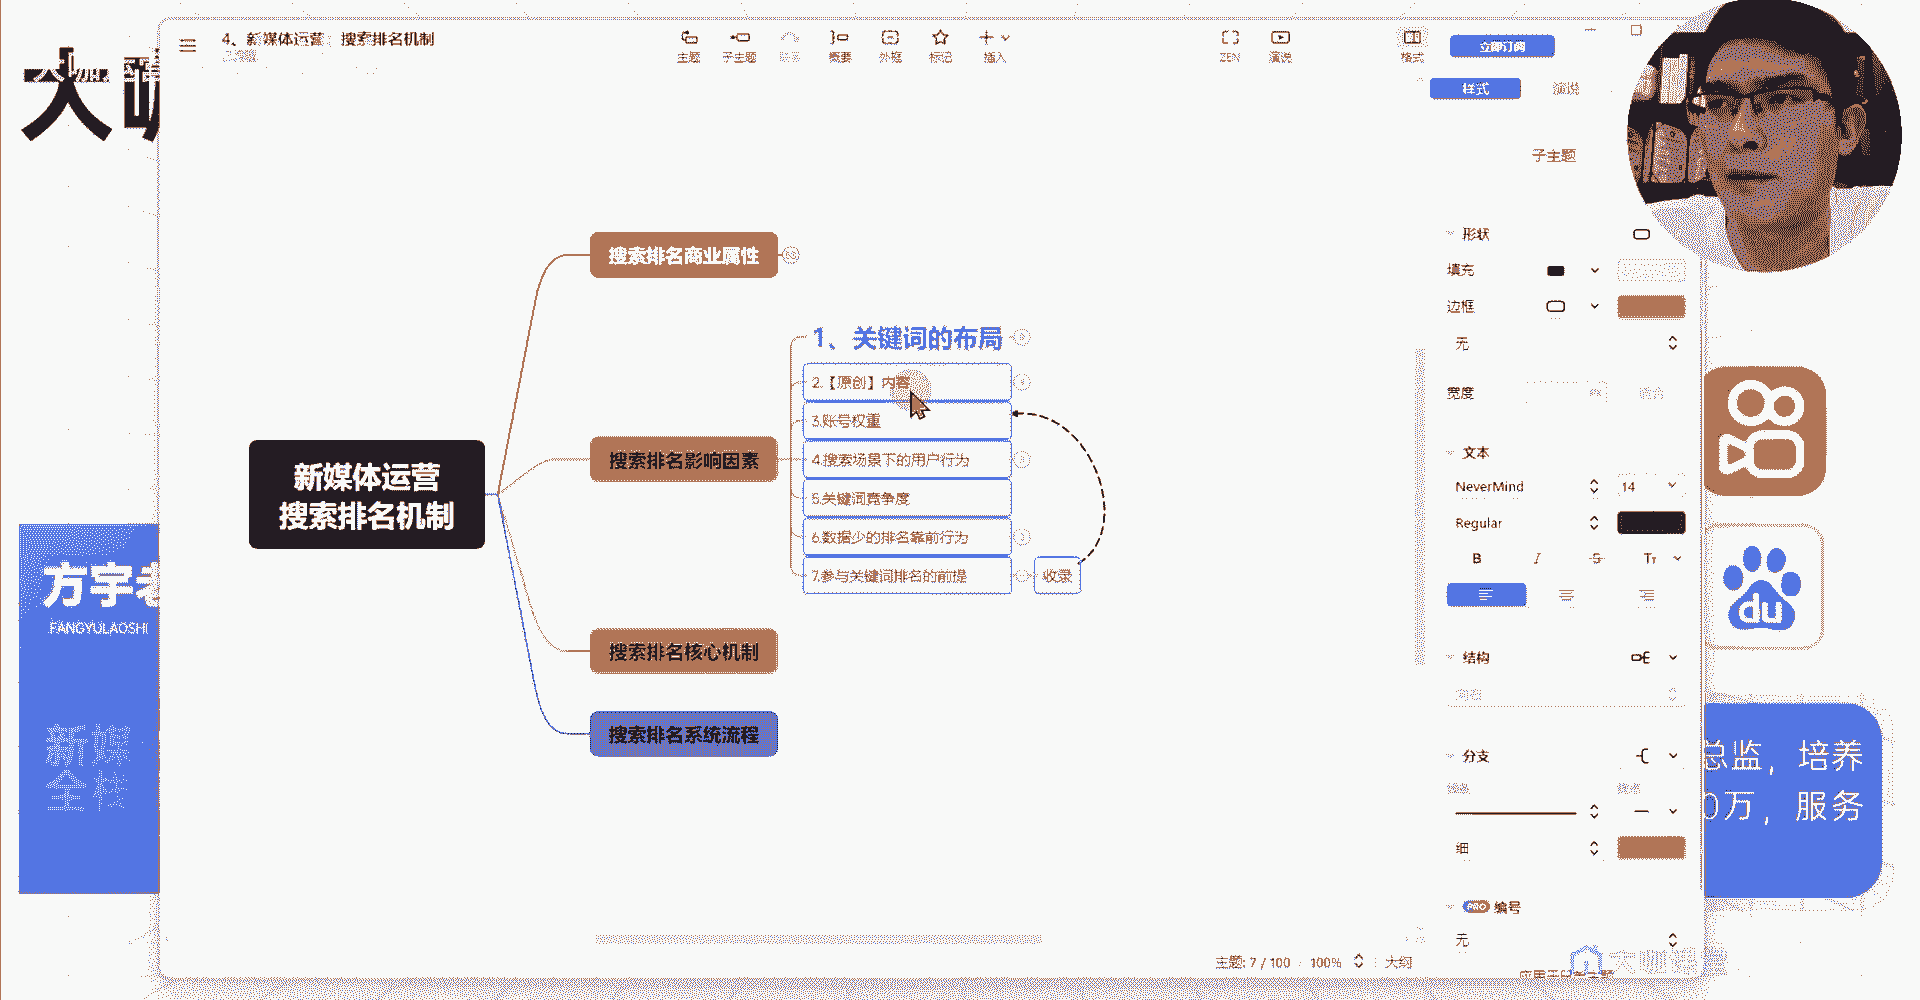 4、新媒体运营：搜索排名机制
主题
子主题
概要
外框
标记
插入
ZEN
演说
格式
立即订阅
样式
演说
子主题
大咖
搜索排名商业属性
1、关键词的布局
2.【原创】内容
3.账号权重
4.搜索场景下的用户行为
5.关键词竞争度
6.数据少的排名靠前行为
7.参与关键词排名的前提
收录
搜索排名影响因素
新媒体运营
搜索排名机制
搜索排名核心机制
搜索排名系统流程
形状
填充
边框
无
宽度
文本
NeverMind
14
Regular
B
I
S
Tт
结构
分支
细
PRO 编号
无
主题: 7 / 100
100%
大纲
方宇老
FANGYULAOSHI
新媒
全栈
du
总监，培养
0万，服务